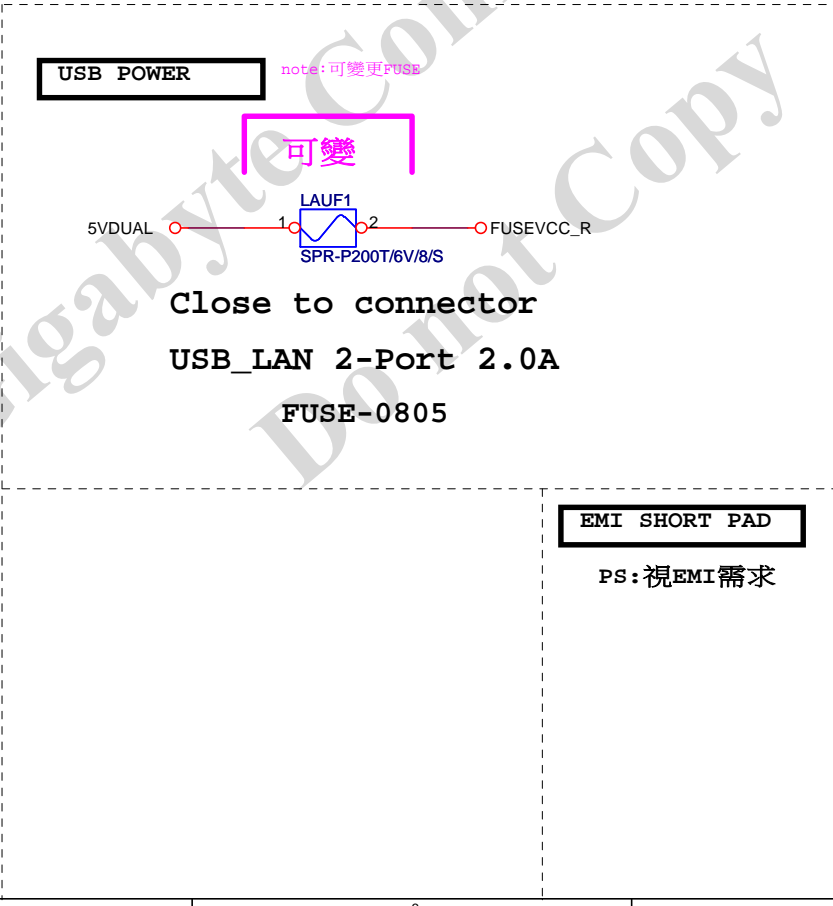 USB POWER
note:可變更FUSE
可變
LAUF1
5VDUAL
1
2
FUSEVCC_R
SPR-P200T/6V/8/S
Close to connector
USB_LAN 2-Port 2.0A
FUSE-0805
EMI SHORT PAD
PS:視EMI需求
Do not Copy